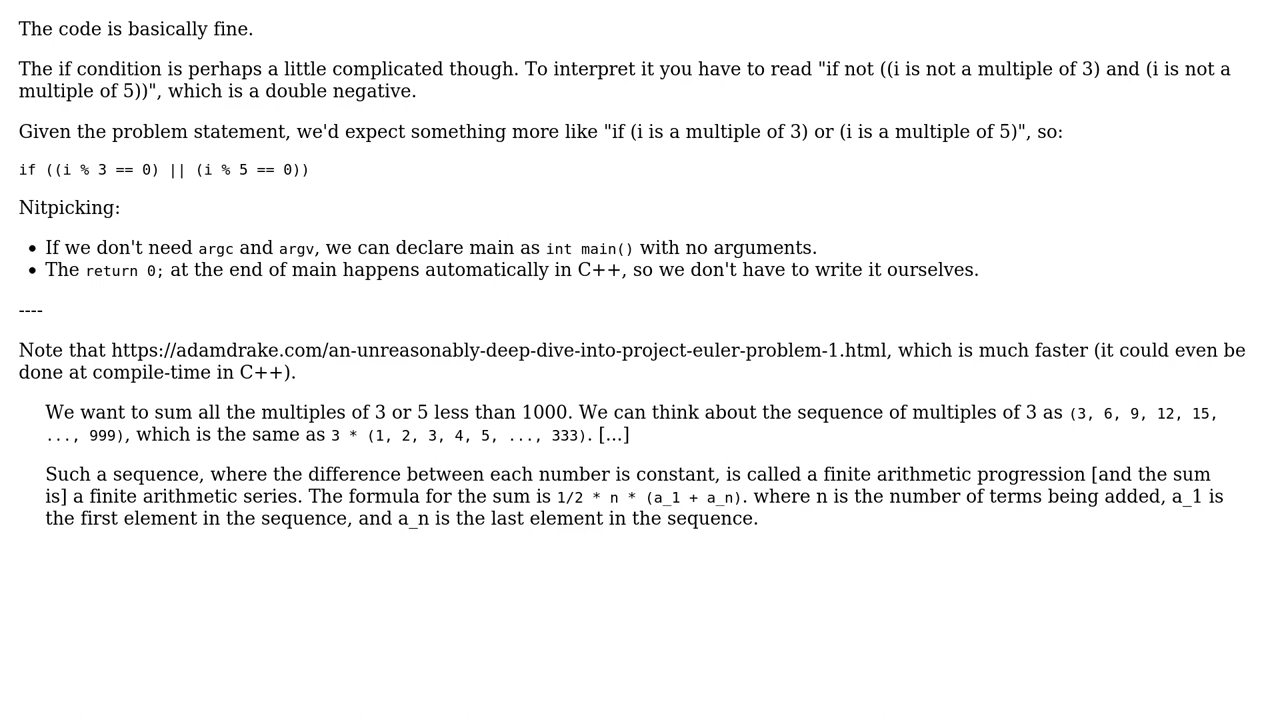 The code is basically fine.
The if condition is perhaps a little complicated though. To interpret it you have to read "if not ((i is not a multiple of 3) and (i is not a
multiple of 5))", which is a double negative.
Given the problem statement, we'd expect something more like "if (i is a multiple of 3) or (i is a multiple of 5)", so:
if ((i % 3 == 0) || (i % 5 == 0))
Nitpicking:
• If we don't need argc and argv, we can declare main as int main() with no arguments.
• The return 0; at the end of main happens automatically in C++, so we don't have to write it ourselves.
----
Note that https://adamdrake.com/an-unreasonably-deep-dive-into-project-euler-problem-1.html, which is much faster (it could even be
done at compile-time in C++).
We want to sum all the multiples of 3 or 5 less than 1000. We can think about the sequence of multiples of 3 as (3, 6, 9, 12, 15,
..., 999), which is the same as 3 * (1, 2, 3, 4, 5, ..., 333). [...]
Such a sequence, where the difference between each number is constant, is called a finite arithmetic progression [and the sum
is] a finite arithmetic series. The formula for the sum is 1/2 * n * (a_1 + a_n). where n is the number of terms being added, a_1 is
the first element in the sequence, and a_n is the last element in the sequence.